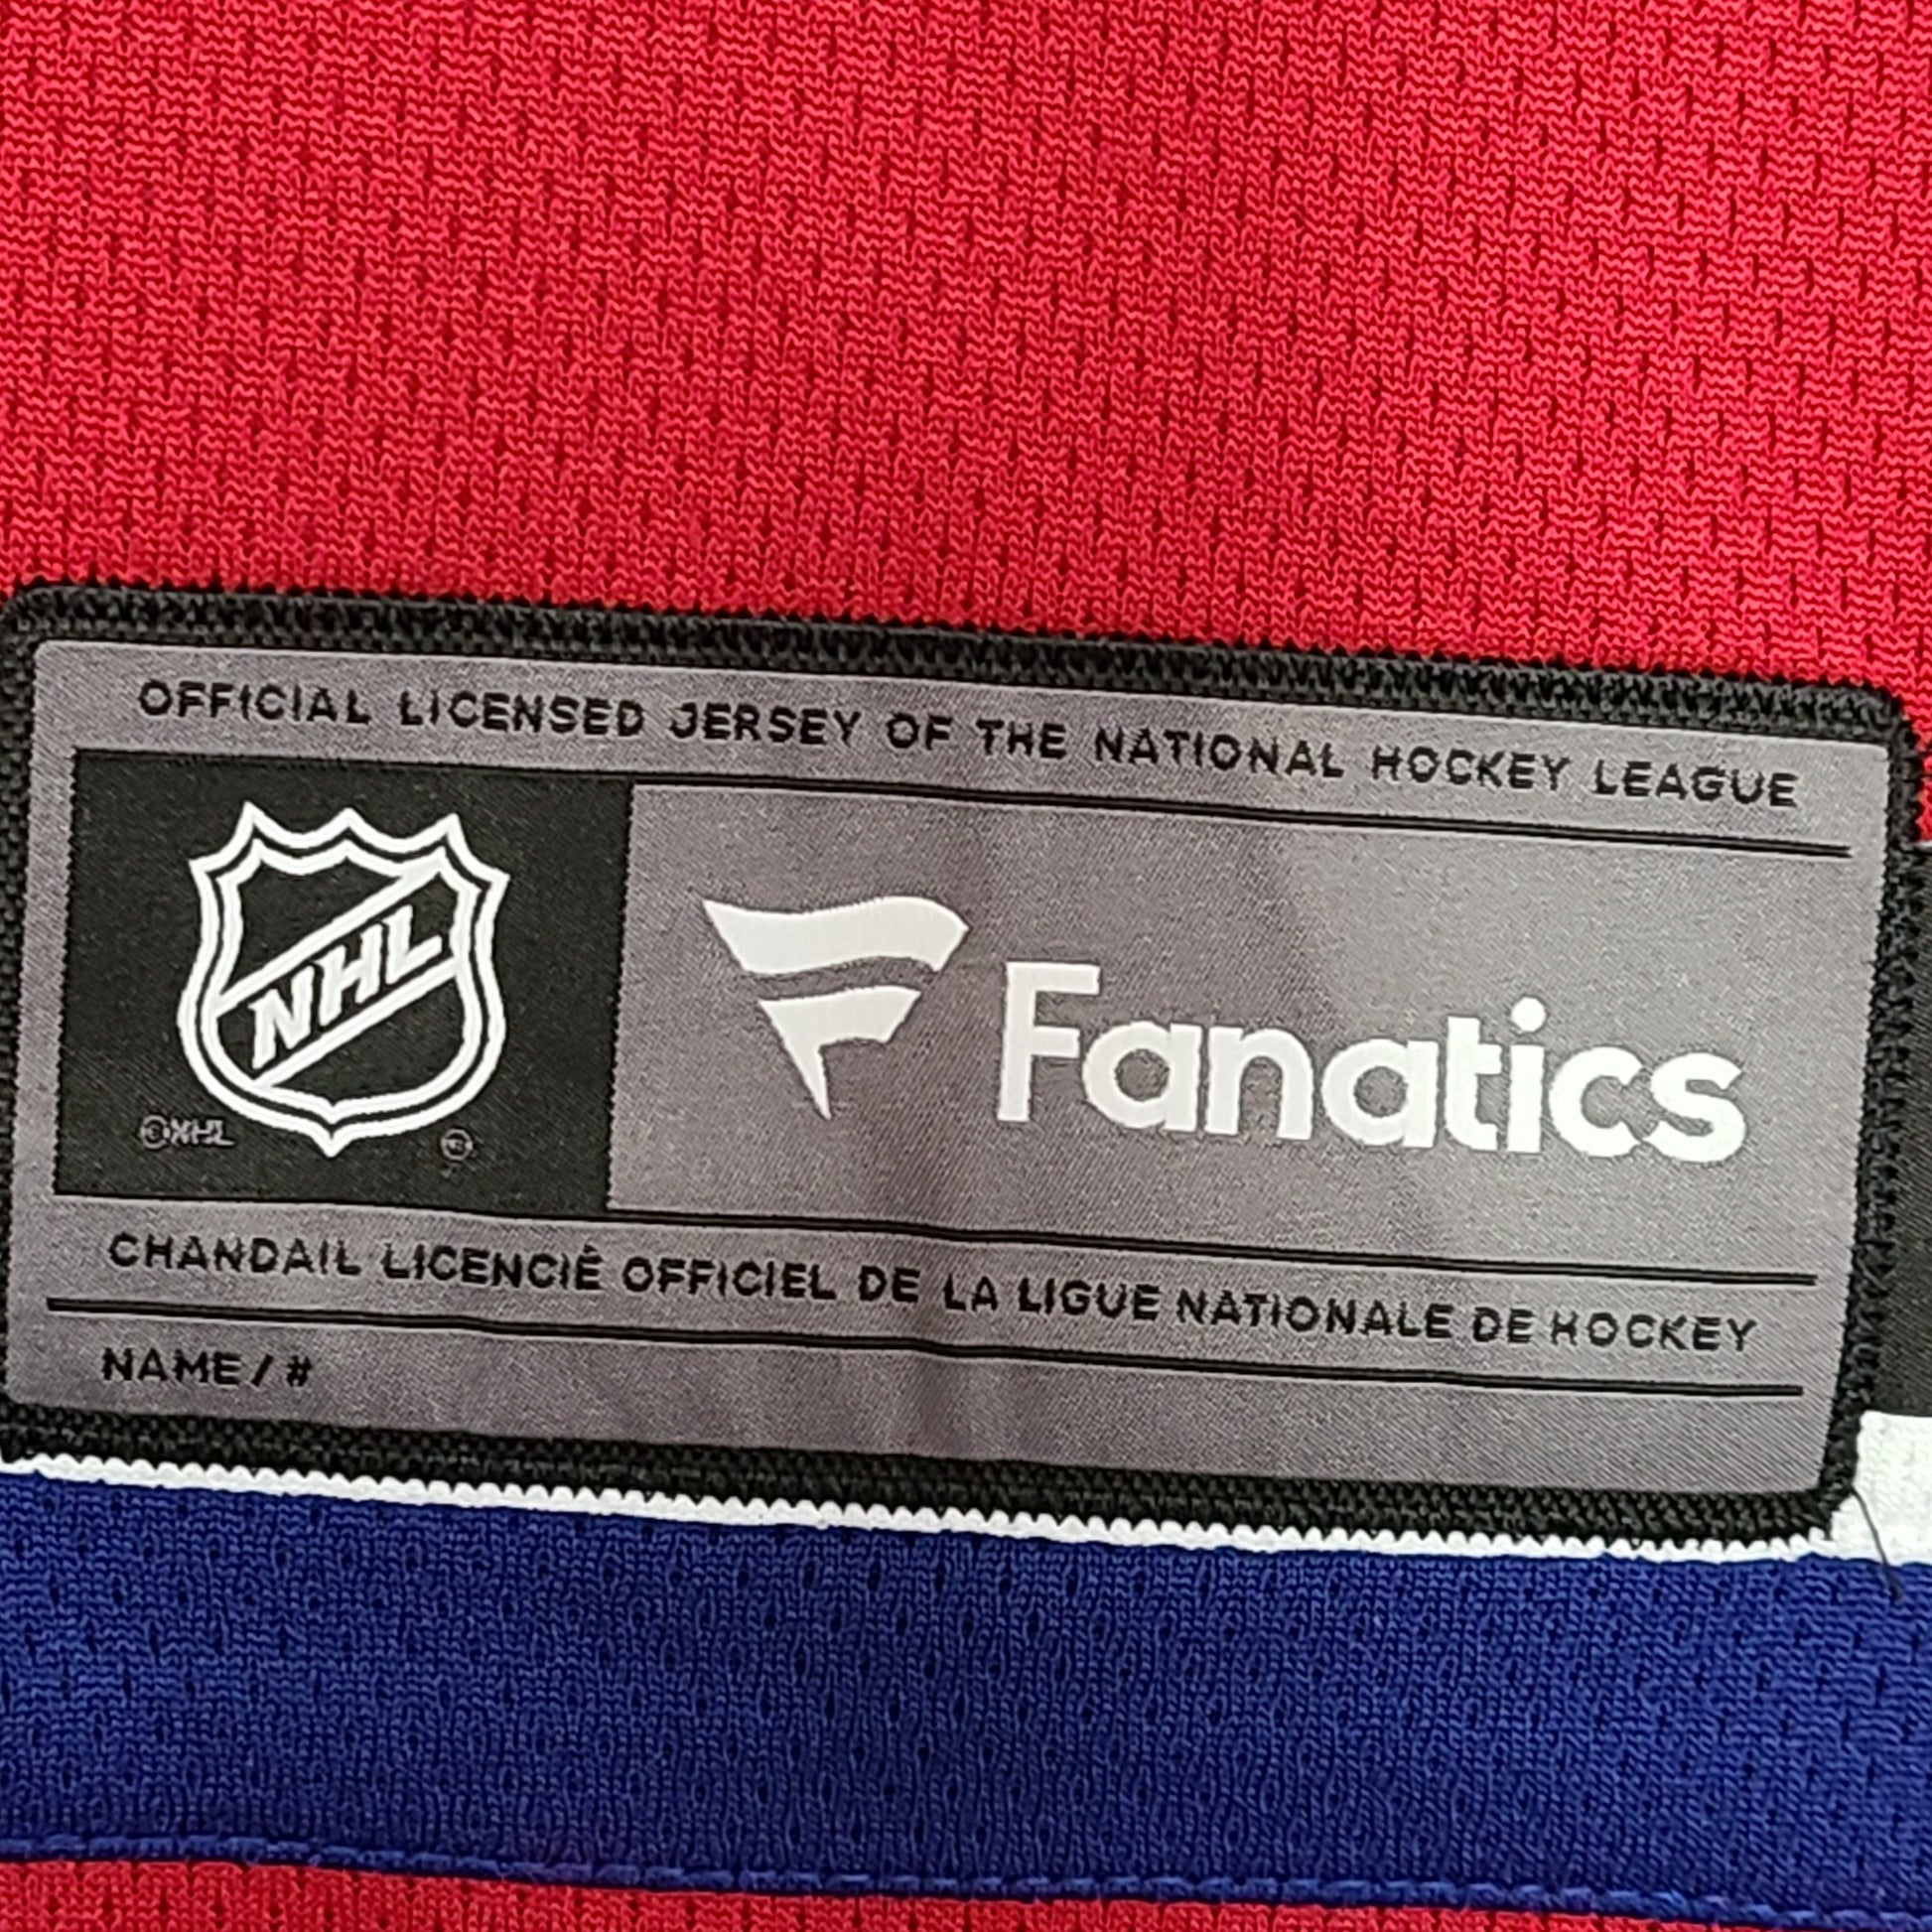 OFFICIAL LICENSED JERSEY OF THE NATIONAL HOCKEY LEAGUE
NHL
Fanatics
©NHL ®
CHANDAIL LICENCIÉ OFFICIEL DE LA LIGUE NATIONALE DE HOCKEY
NAME / #